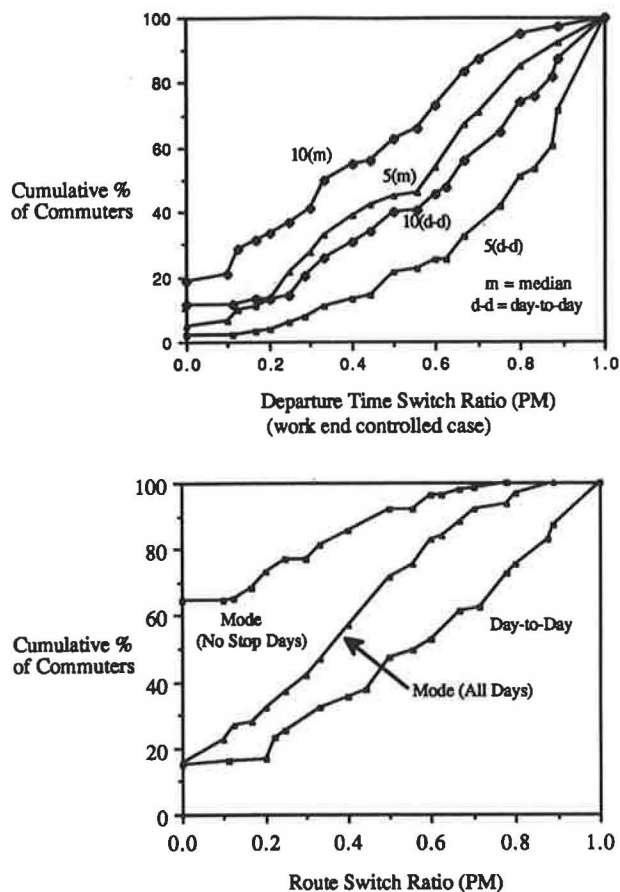 100
80
60
40
20
0
Cumulative %
of Commuters
10(m)
5(m)
10(d-d)
5(d-d)
m = median
d-d = day-to-day
0.0 0.2 0.4 0.6 0.8 1.0
Departure Time Switch Ratio (PM)
(work end controlled case)
100
80
60
40
20
0
Cumulative %
of Commuters
Mode
(No Stop Days)
Day-to-Day
Mode (All Days)
0.0 0.2 0.4 0.6 0.8 1.0
Route Switch Ratio (PM)